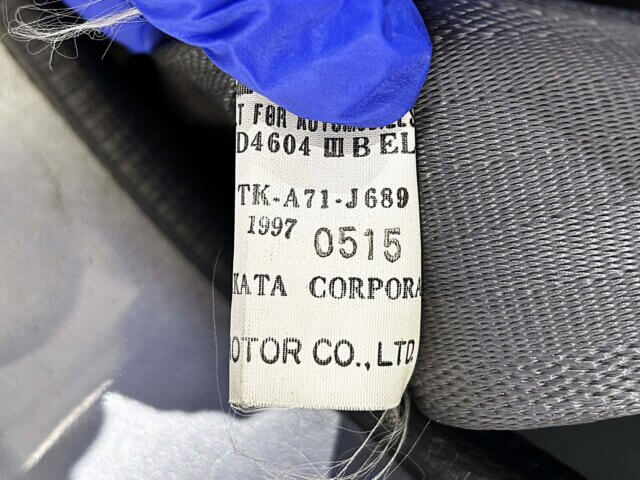 T FOR AUTOMOBILES
D4604 III BEL
TK-A71-J689
1997 0515
KATA CORPORA
OTOR CO., LTD.